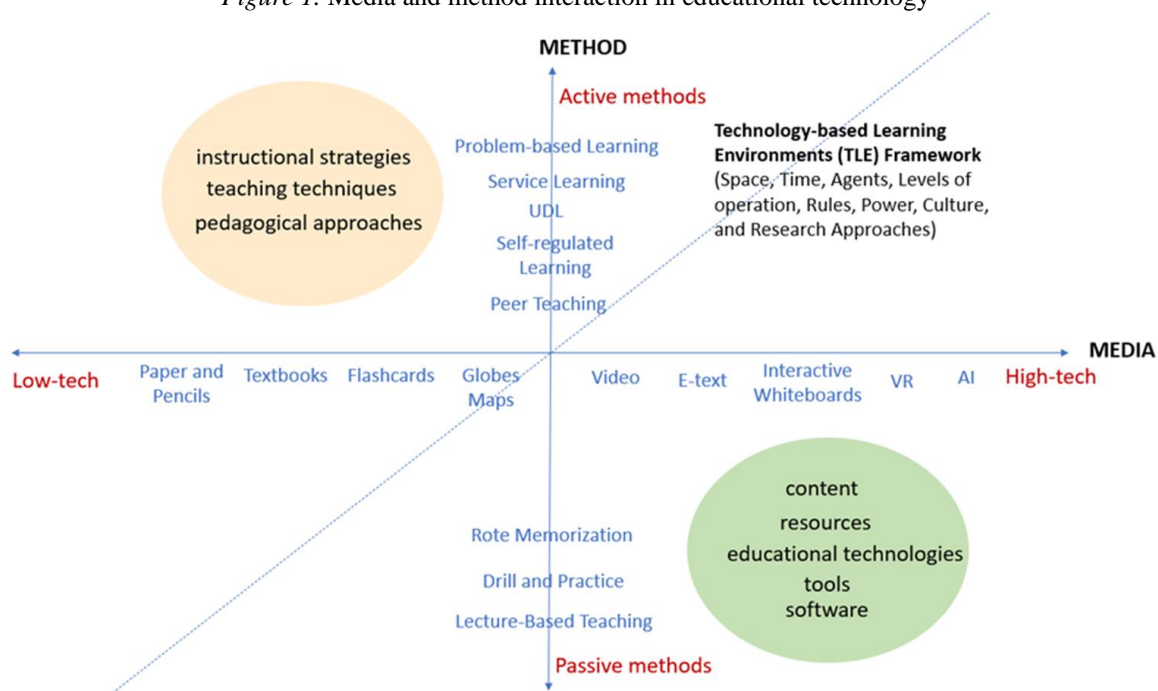 Figure 1. Media and method interaction in educational technology
METHOD
Active methods
instructional strategies
teaching techniques
pedagogical approaches
Problem-based Learning
Service Learning
UDL
Self-regulated
Learning
Peer Teaching
Technology-based Learning
Environments (TLE) Framework
(Space, Time, Agents, Levels of
operation, Rules, Power, Culture,
and Research Approaches)
MEDIA
Low-tech
Paper and
Pencils
Textbooks
Flashcards
Globes
Maps
Video
E-text
Interactive
Whiteboards
VR
AI
High-tech
content
resources
educational technologies
tools
software
Rote Memorization
Drill and Practice
Lecture-Based Teaching
Passive methods